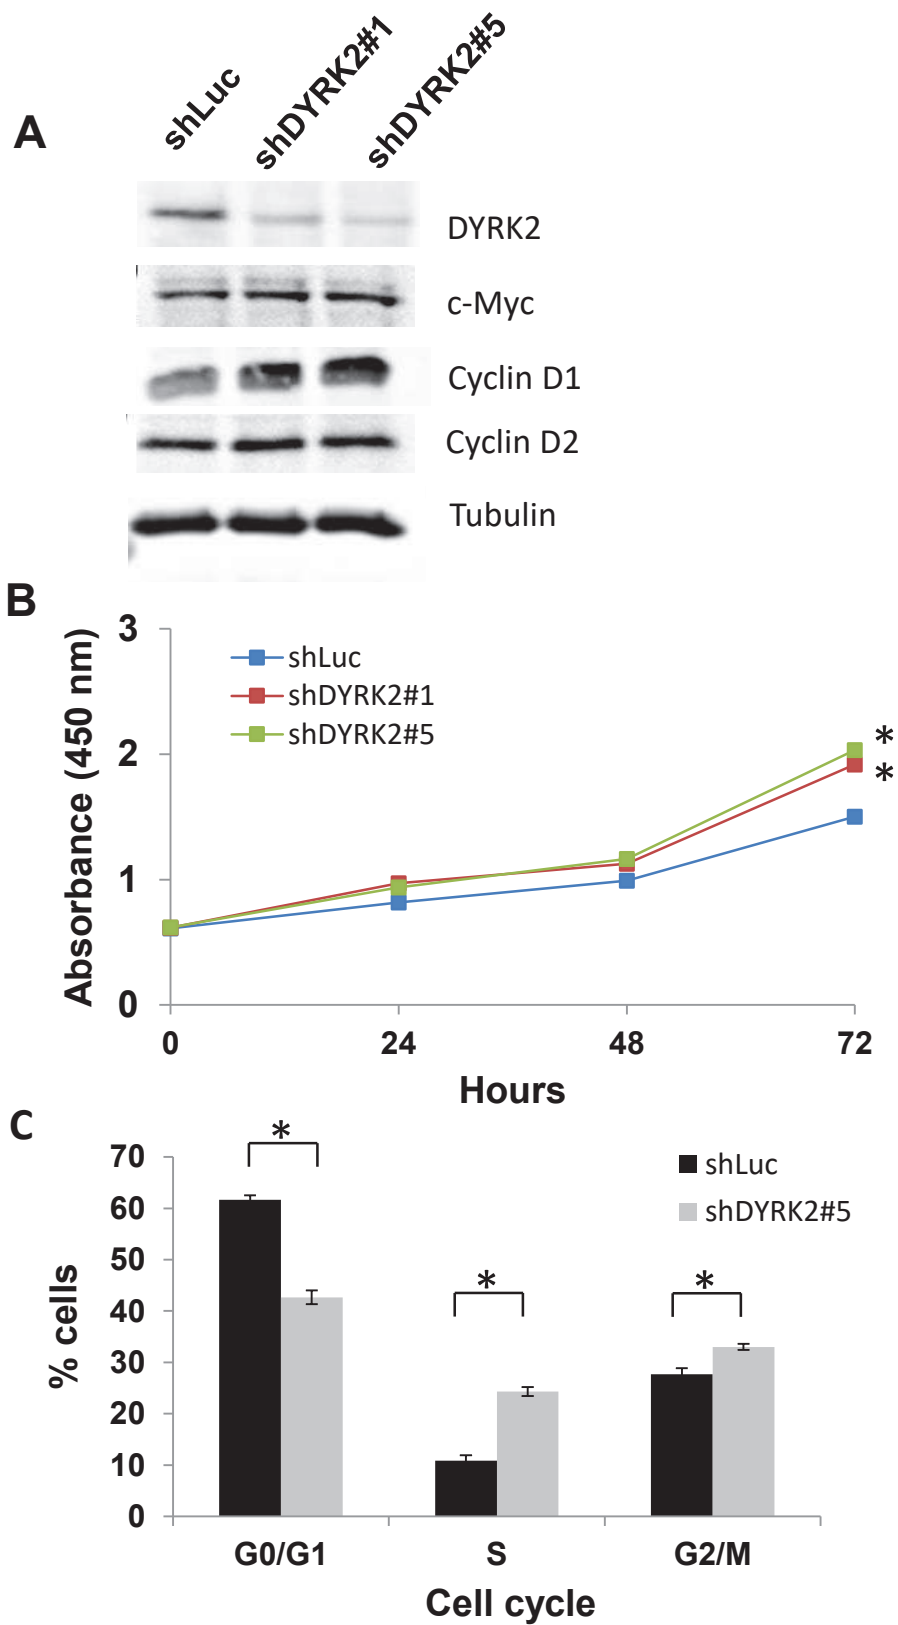 A
shLuc
shDYRK2#1
shDYRK2#5
DYRK2
c-Myc
Cyclin D1
Cyclin D2
Tubulin
B
Absorbance (450 nm)
3
2
1
0
shLuc
shDYRK2#1
shDYRK2#5
*
*
0 24 48 72
Hours
C
% cells
70
60
50
40
30
20
10
0
*
*
*
shLuc
shDYRK2#5
G0/G1 S G2/M
Cell cycle